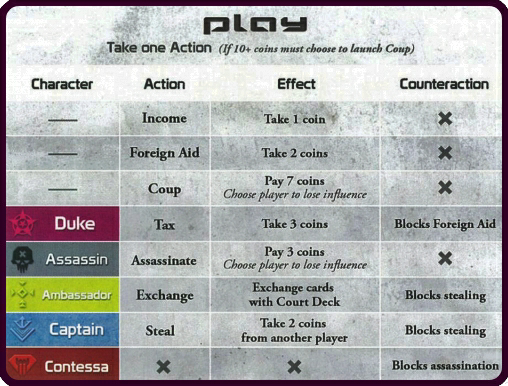 play
Take one Action (If 10+ coins must choose to launch Coup)
Character Action Effect Counteraction
— Income Take 1 coin ✖
— Foreign Aid Take 2 coins ✖
— Coup Pay 7 coins ✖
Choose player to lose influence
Duke Tax Take 3 coins Blocks Foreign Aid
Assassin Assassinate Pay 3 coins ✖
Choose player to lose influence
Ambassador Exchange Exchange cards Blocks stealing
with Court Deck
Captain Steal Take 2 coins Blocks stealing
from another player
Contessa ✖ ✖ Blocks assassination